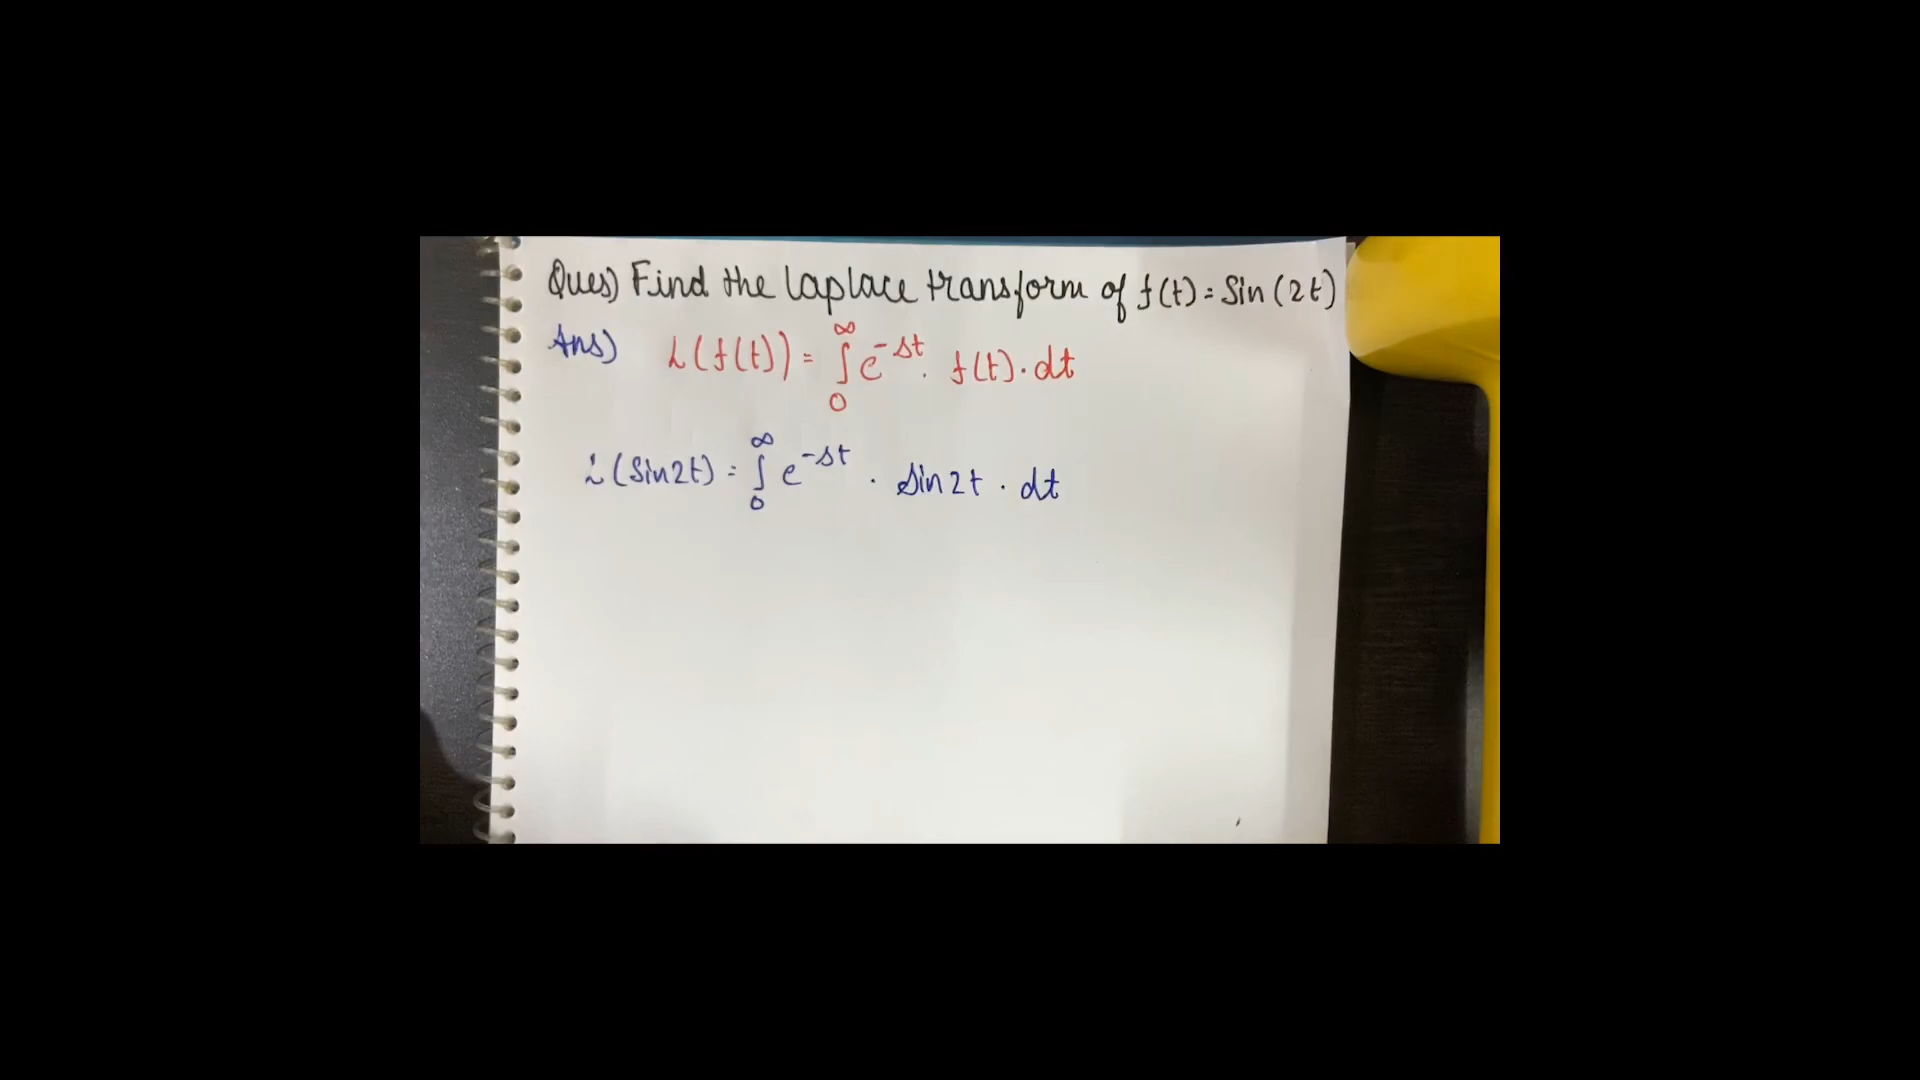 Ques) Find the Laplace transform of f(t) = Sin(2t)
Ans) L(f(t)) = ∫₀^∞ e^-st . f(t) . dt
L(Sin2t) = ∫₀^∞ e^-st . sin2t . dt